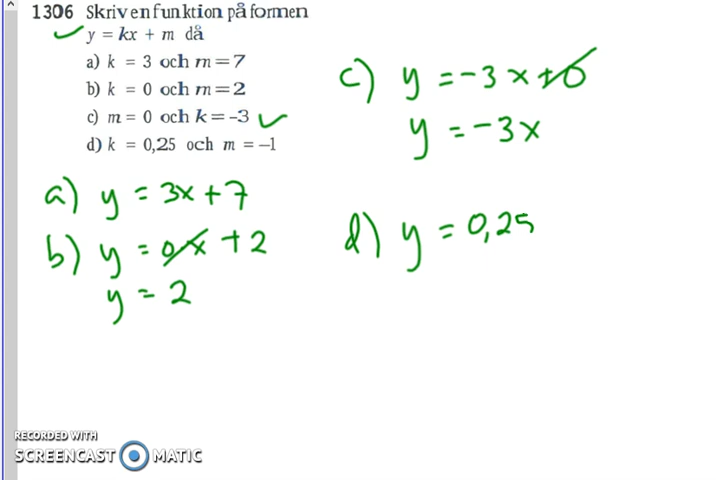 1306 Skriv en funktion på formen
y = kx + m då
a) k = 3 och m = 7
b) k = 0 och m = 2
c) m = 0 och k = -3
d) k = 0,25 och m = -1
a) y = 3x + 7
b) y = 0x + 2
y = 2
c) y = -3x+0
y = -3x
d) y = 0,25
RECORDED WITH
SCREENCAST MATIC